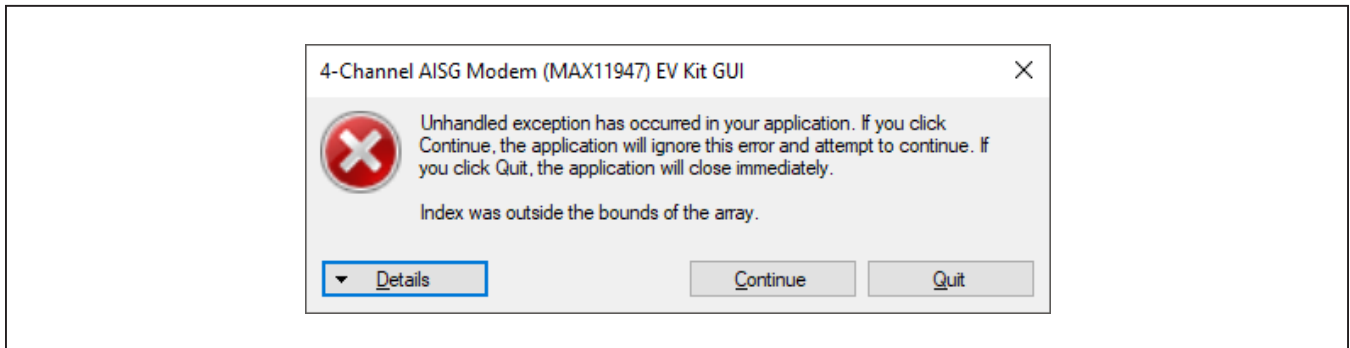 4-Channel AISG Modem (MAX11947) EV Kit GUI
Unhandled exception has occurred in your application. If you click
Continue, the application will ignore this error and attempt to continue. If
you click Quit, the application will close immediately.
Index was outside the bounds of the array.
Details
Continue
Quit